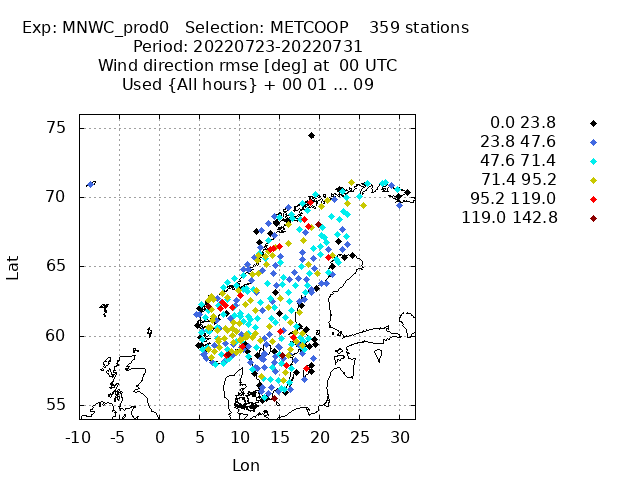 Exp: MNWC_prod0   Selection: METCOOP    359 stations
Period: 20220723-20220731
Wind direction rmse [deg] at  00 UTC
Used {All hours} + 00 01 ... 09
0.0 23.8
23.8 47.6
47.6 71.4
71.4 95.2
95.2 119.0
119.0 142.8
75
70
65
60
55
Lat
-10 -5 0 5 10 15 20 25 30
Lon